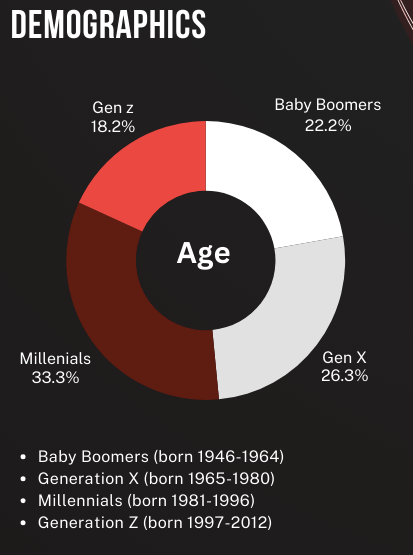 DEMOGRAPHICS
Gen z
18.2%
Baby Boomers
22.2%
Age
Millenials
33.3%
Gen X
26.3%
• Baby Boomers (born 1946-1964)
• Generation X (born 1965-1980)
• Millennials (born 1981-1996)
• Generation Z (born 1997-2012)